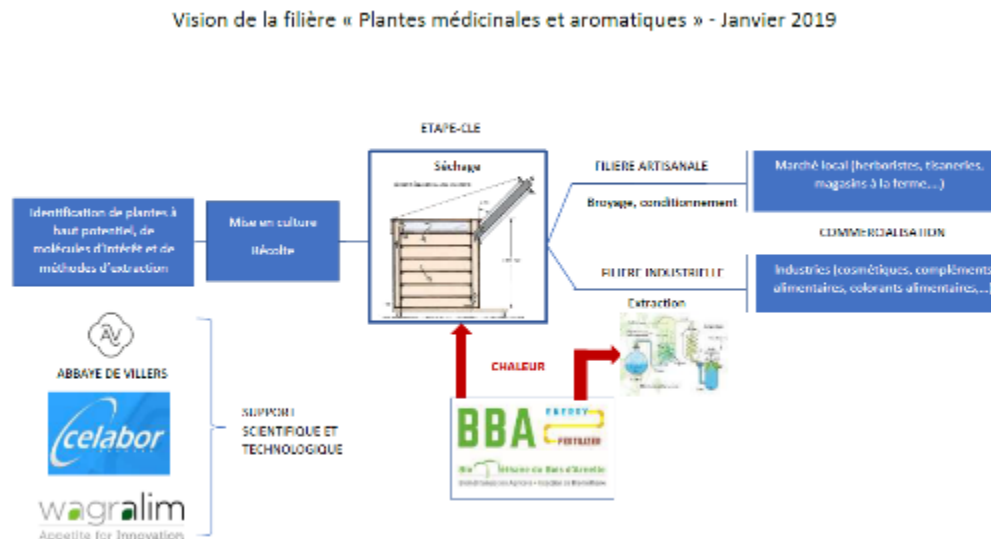 Vision de la filière « Plantes médicinales et aromatiques » - Janvier 2019
ETAPE-CLE
Séchage
Identification de plantes à
haut potentiel, de
molécules d'intérêt et de
méthodes d'extraction
Mise en culture
Récolte
FILIERE ARTISANALE
Broyage, conditionnement
Marché local (herboristes, tisaneries,
magasins à la ferme,...)
COMMERCIALISATION
FILIERE INDUSTRIELLE
Extraction
Industries (cosmétiques, compléments
alimentaires, colorants alimentaires,...)
CHALEUR
AV
ABBAYE DE VILLERS
celabor
wagralim
Appetite for Innovation
SUPPORT
SCIENTIFIQUE ET
TECHNOLOGIQUE
BBA
ENERGY
FERTILIZER